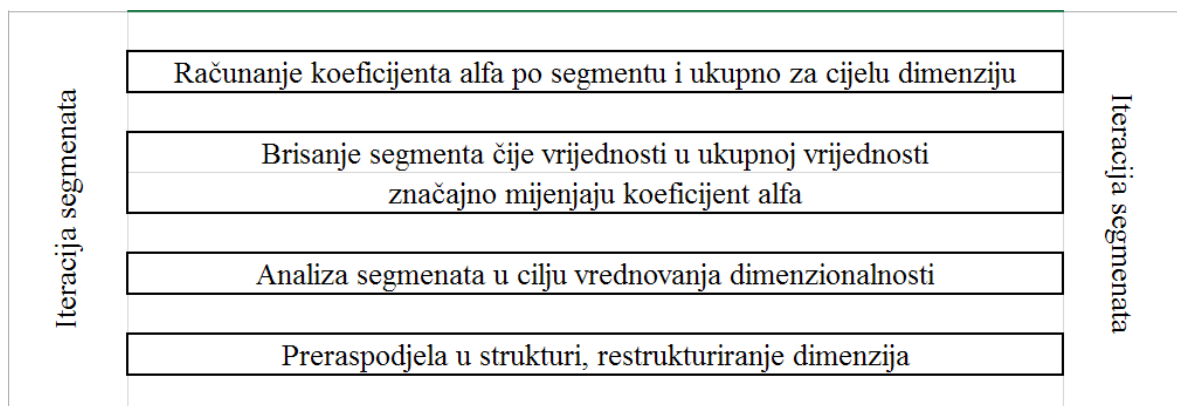 Iteracija segmenata
Računanje koeficijenta alfa po segmentu i ukupno za cijelu dimenziju
Brisanje segmenta čije vrijednosti u ukupnoj vrijednosti
značajno mijenjaju koeficijent alfa
Analiza segmenata u cilju vrednovanja dimenzionalnosti
Preraspodjela u strukturi, restrukturiranje dimenzija
Iteracija segmenata